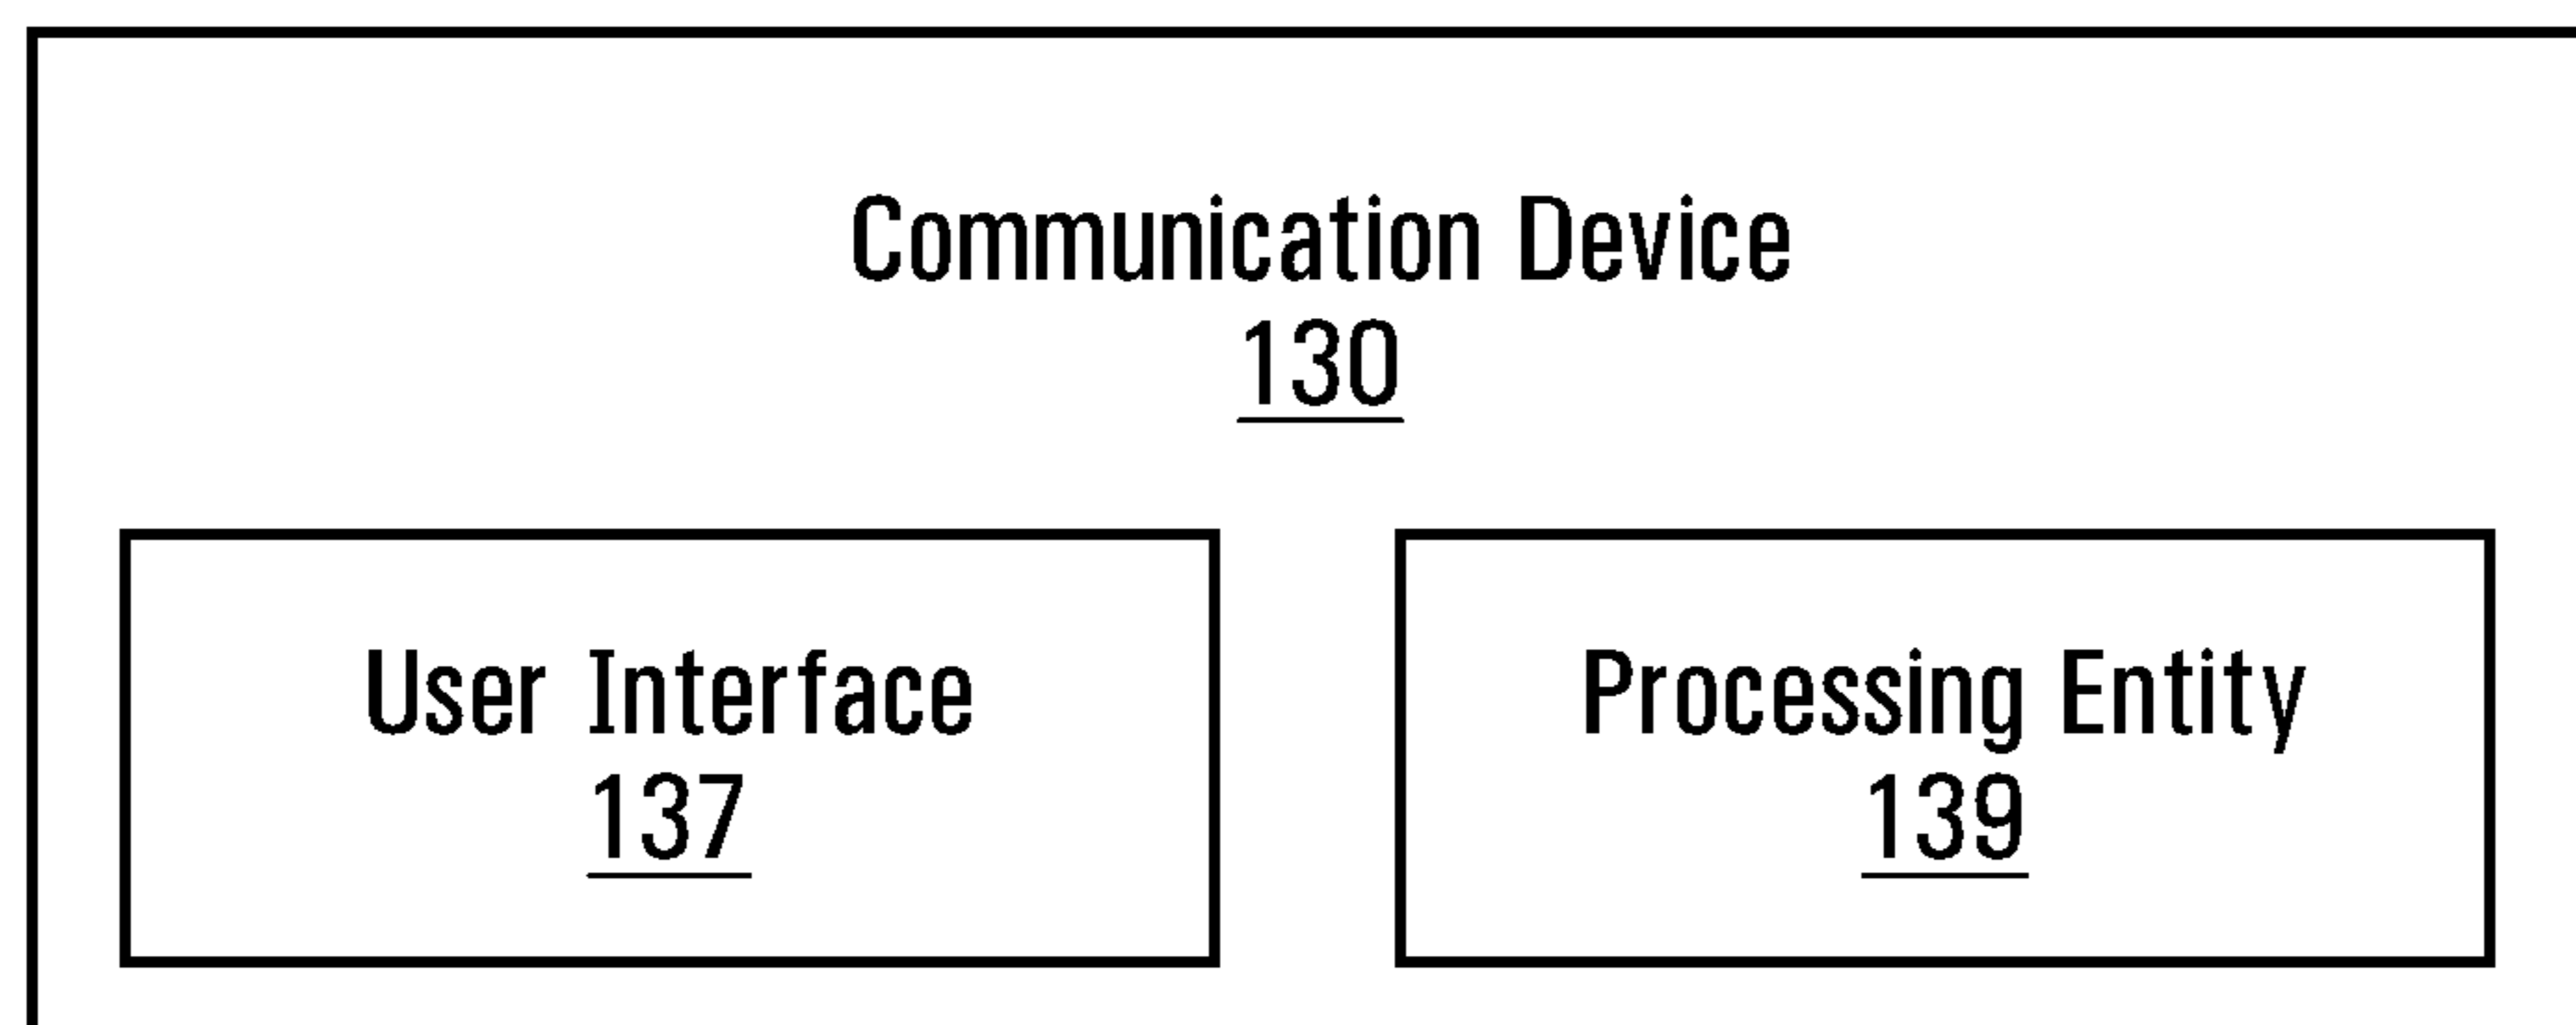 Communication Device
130
User Interface
137
Processing Entity
139